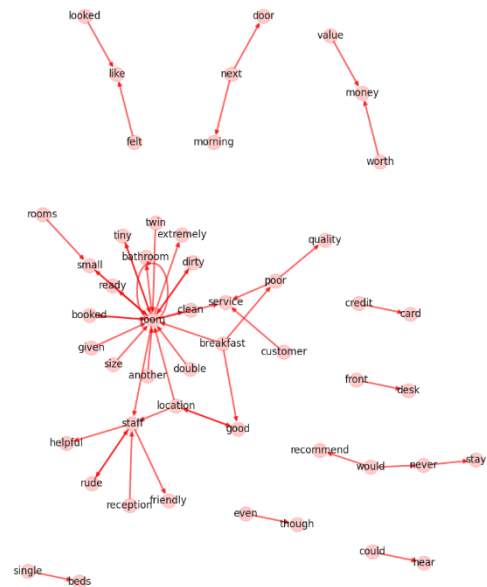 looked
door
value
like
next
money
felt
morning
worth
rooms
twin
tiny
extremely
quality
bathroom
small
dirty
poor
ready
service
credit
clean
card
booked
room
breakfast
given
customer
size
double
another
front
desk
location
staff
good
helpful
recommend
would
never
stay
rude
reception
friendly
even
though
could
hear
single
beds